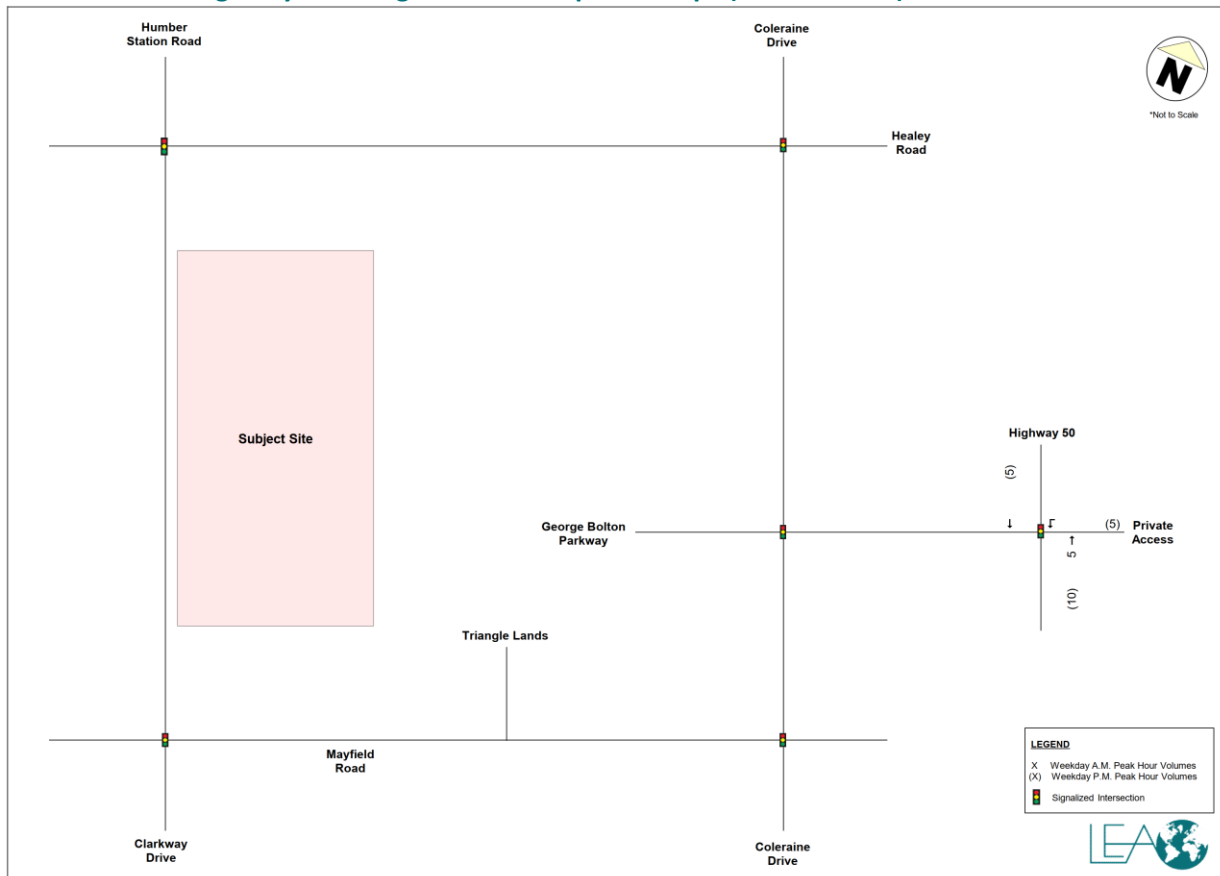 Humber
Station Road
Coleraine
Drive
N
*Not to Scale
Healey
Road
Subject Site
Highway 50
(5)
George Bolton
Parkway
(5)
Private
Access
5
(10)
Triangle Lands
Mayfield
Road
LEGEND
X Weekday A.M. Peak Hour Volumes
(X) Weekday P.M. Peak Hour Volumes
Signalized Intersection
Clarkway
Drive
Coleraine
Drive
LEA